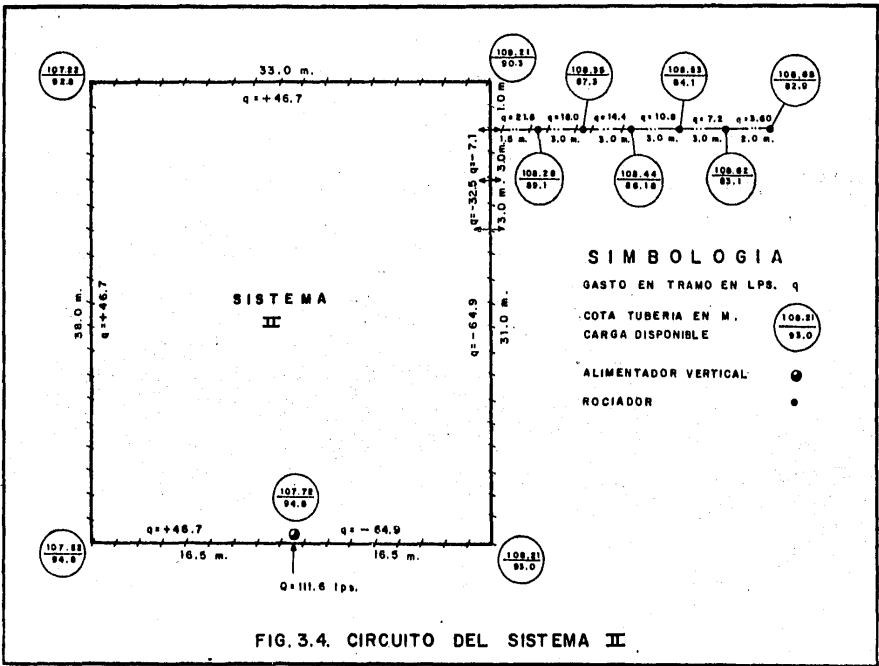 107.22
92.8
33.0 m.
q=+46.7
108.21
90.3
1.0 m
q=-7.1
3.0 m.
q=-32.5
3.0 m.
q=-64.9
31.0 m.
q=21.6
q=18.0
q=14.4
q=10.8
q=7.2
q=3.60
1.5 m.
3.0 m.
3.0 m.
3.0 m.
3.0 m.
2.0 m.
108.35
87.3
108.53
84.1
108.68
82.9
108.26
89.1
108.44
86.18
108.62
83.1
38.0 m.
q=+46.7
SISTEMA
II
SIMBOLOGIA
GASTO EN TRAMO EN LPS. q
COTA TUBERIA EN M.
CARGA DISPONIBLE
108.21
93.0
ALIMENTADOR VERTICAL
ROCIADOR
107.72
94.8
q=+46.7
q=-64.9
16.5 m.
16.5 m.
94.8
108.21
93.0
Q=111.6 lps.
FIG. 3.4. CIRCUITO DEL SISTEMA II